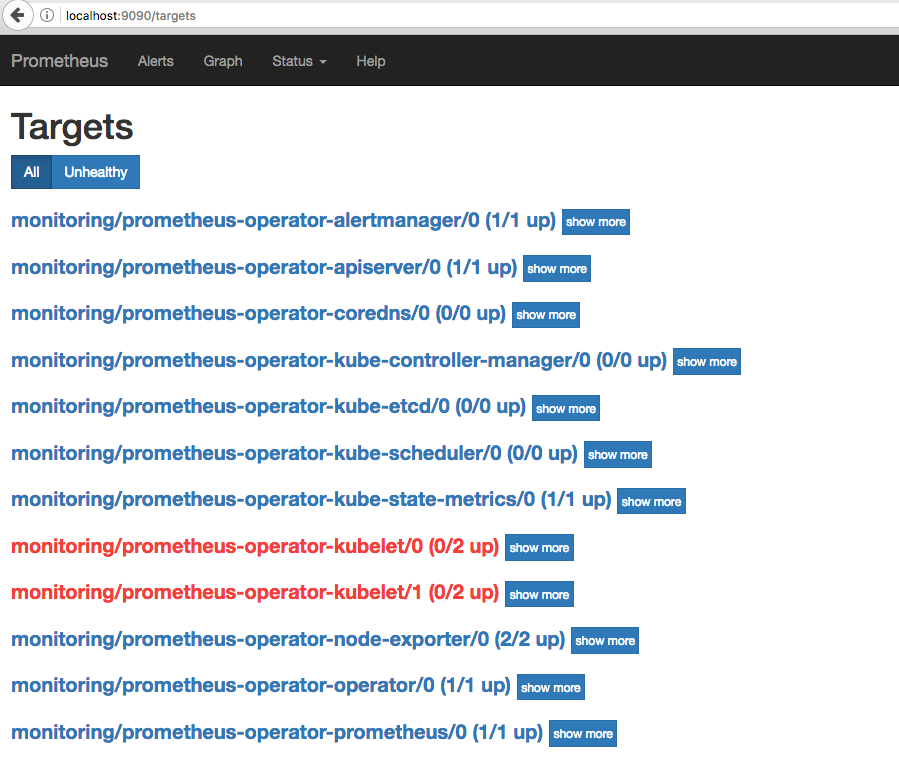 localhost:9090/targets
Prometheus Alerts Graph Status Help
Targets
All Unhealthy
monitoring/prometheus-operator-alertmanager/0 (1/1 up) show more
monitoring/prometheus-operator-apiserver/0 (1/1 up) show more
monitoring/prometheus-operator-coredns/0 (0/0 up) show more
monitoring/prometheus-operator-kube-controller-manager/0 (0/0 up) show more
monitoring/prometheus-operator-kube-etcd/0 (0/0 up) show more
monitoring/prometheus-operator-kube-scheduler/0 (0/0 up) show more
monitoring/prometheus-operator-kube-state-metrics/0 (1/1 up) show more
monitoring/prometheus-operator-kubelet/0 (0/2 up) show more
monitoring/prometheus-operator-kubelet/1 (0/2 up) show more
monitoring/prometheus-operator-node-exporter/0 (2/2 up) show more
monitoring/prometheus-operator-operator/0 (1/1 up) show more
monitoring/prometheus-operator-prometheus/0 (1/1 up) show more